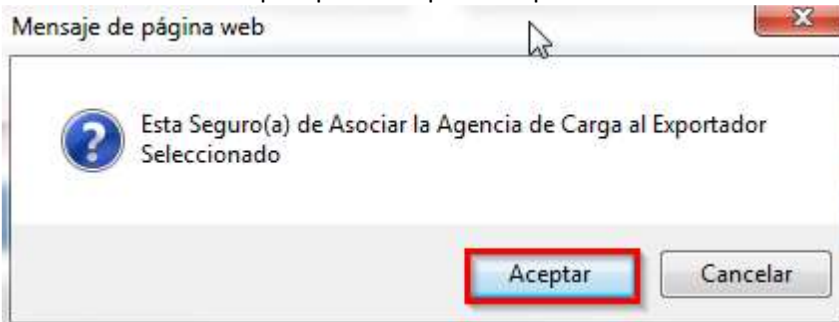 Mensaje de página web
Esta Seguro(a) de Asociar la Agencia de Carga al Exportador
Seleccionado
Aceptar
Cancelar